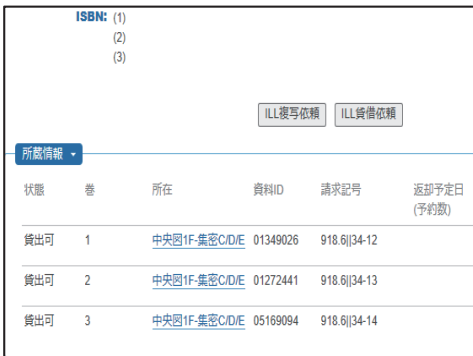 ISBN: (1)
(2)
(3)
ILL複写依頼 ILL貸借依頼
所蔵情報
状態 巻 所在 資料ID 請求記号 返却予定日
(予約数)
貸出可 1 中央図1F-集密C/D/E 01349026 918.6||34-12
貸出可 2 中央図1F-集密C/D/E 01272441 918.6||34-13
貸出可 3 中央図1F-集密C/D/E 05169094 918.6||34-14